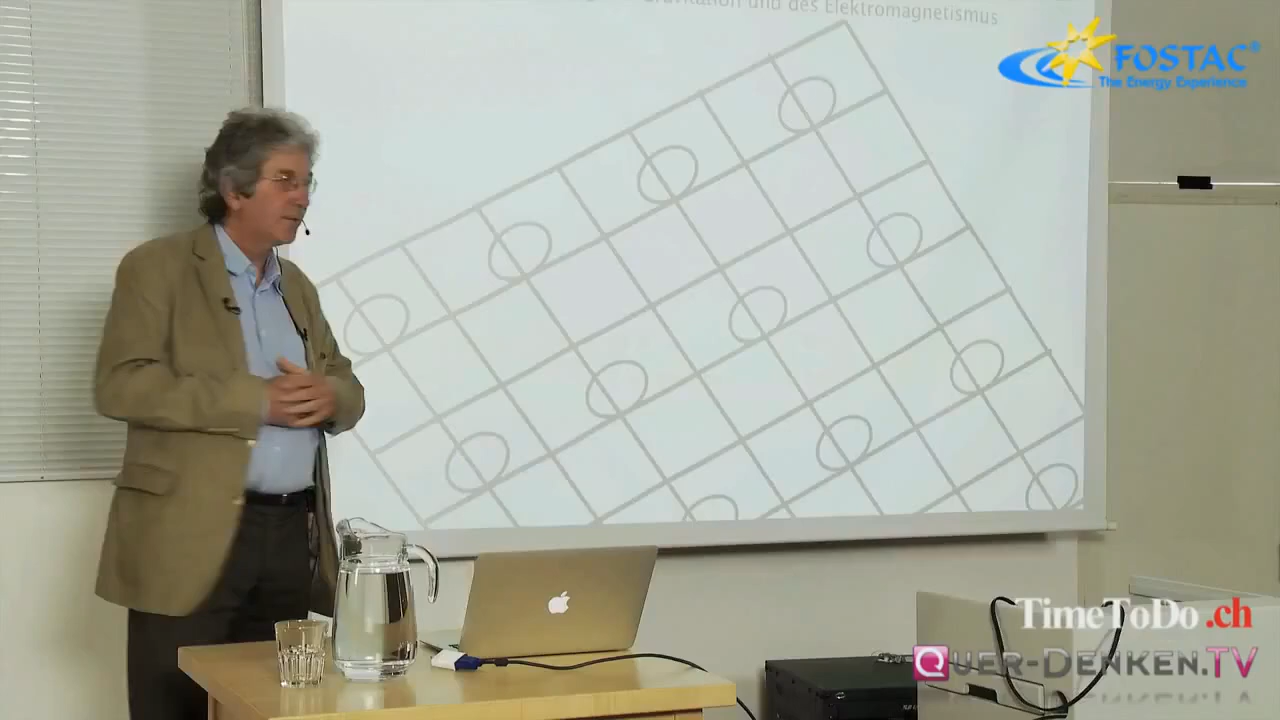 Gravitation und des Elektromagnetismus
FOSTAC®
The Energy Experience
TimeToDo.ch
QUER-DENKEN.TV